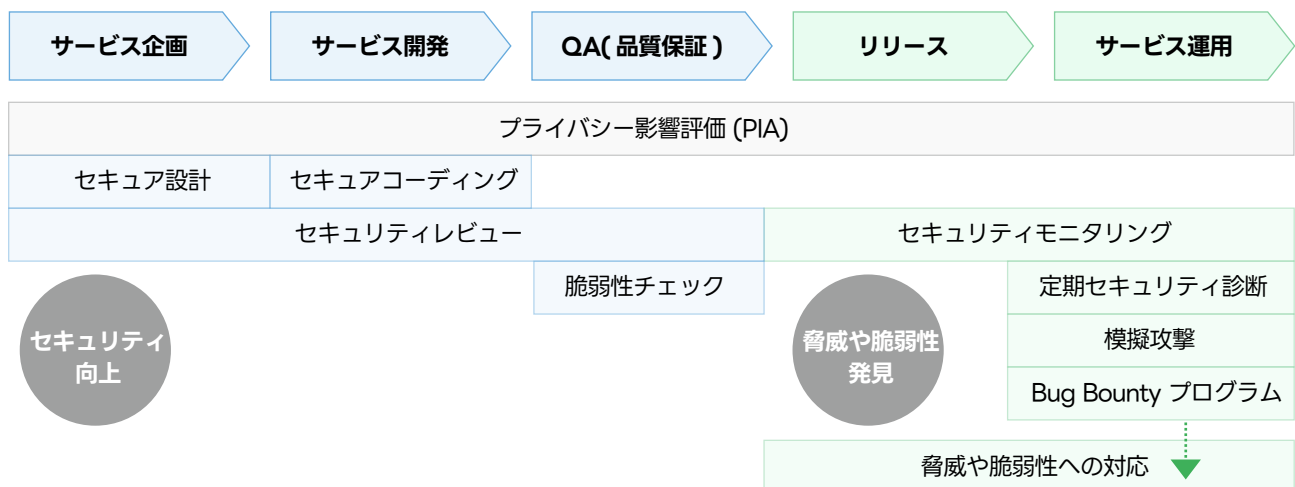 サービス企画
サービス開発
QA( 品質保証 )
リリース
サービス運用
プライバシー影響評価 (PIA)
セキュア設計
セキュアコーディング
セキュリティレビュー
セキュリティモニタリング
脆弱性チェック
定期セキュリティ診断
セキュリティ
向上
脅威や脆弱性
発見
模擬攻撃
Bug Bounty プログラム
脅威や脆弱性への対応